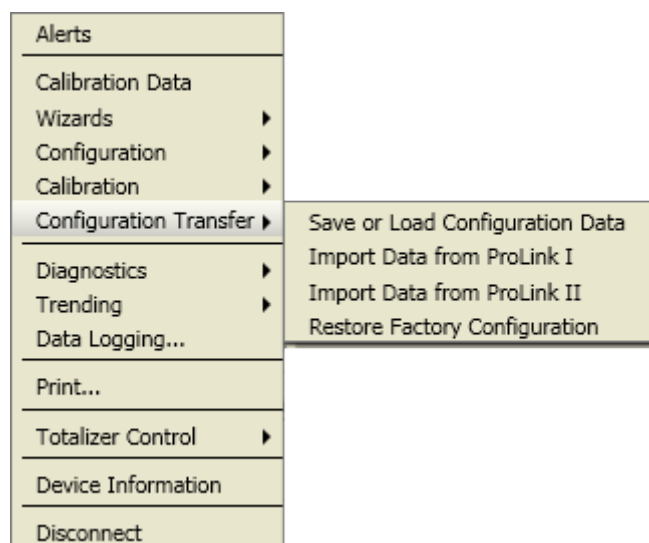 Alerts
Calibration Data
Wizards
Configuration
Calibration
Configuration Transfer
Save or Load Configuration Data
Import Data from ProLink I
Import Data from ProLink II
Restore Factory Configuration
Diagnostics
Trending
Data Logging...
Print...
Totalizer Control
Device Information
Disconnect